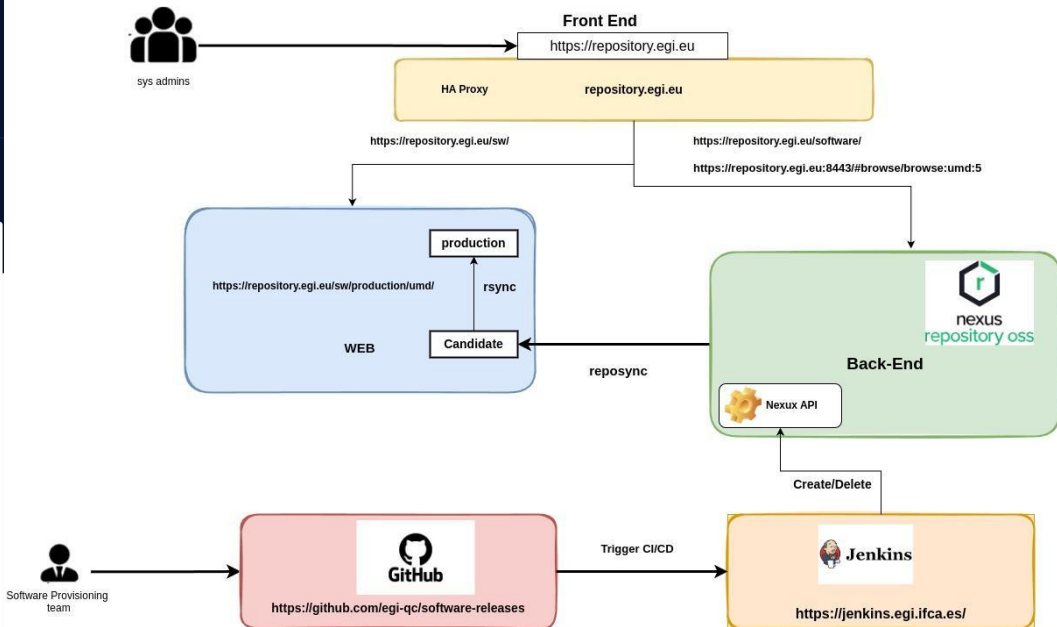 Front End
https://repository.egi.eu
sys admins
HA Proxy
repository.egi.eu
https://repository.egi.eu/sw/
https://repository.egi.eu/software/
https://repository.egi.eu:8443/#browse/browse:umd:5
production
https://repository.egi.eu/sw/production/umd/
rsync
WEB
Candidate
reposync
r
nexus
repository oss
Back-End
Nexux API
Create/Delete
Software Provisioning
team
GitHub
https://github.com/egi-qc/software-releases
Trigger CI/CD
Jenkins
https://jenkins.egi.ifca.es/